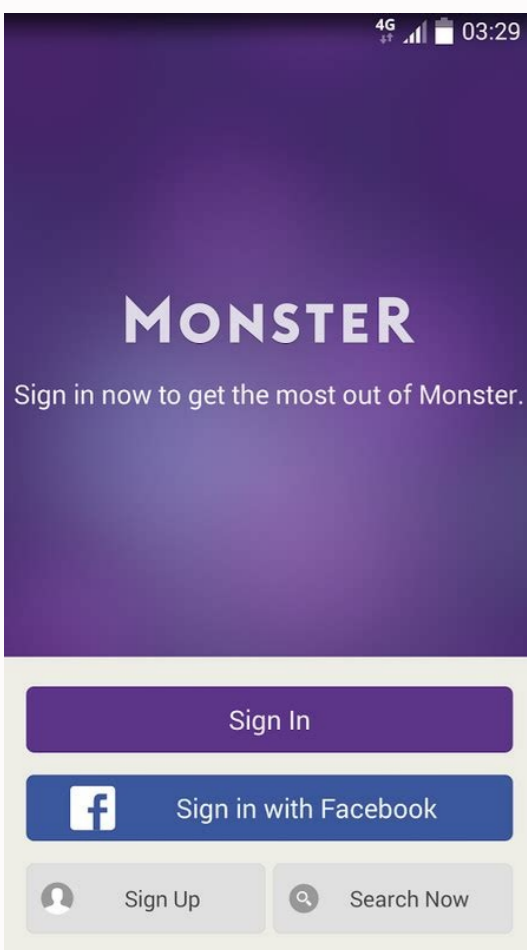 4G 03:29
MONSTER
Sign in now to get the most out of Monster.
Sign In
f Sign in with Facebook
Sign Up
Search Now